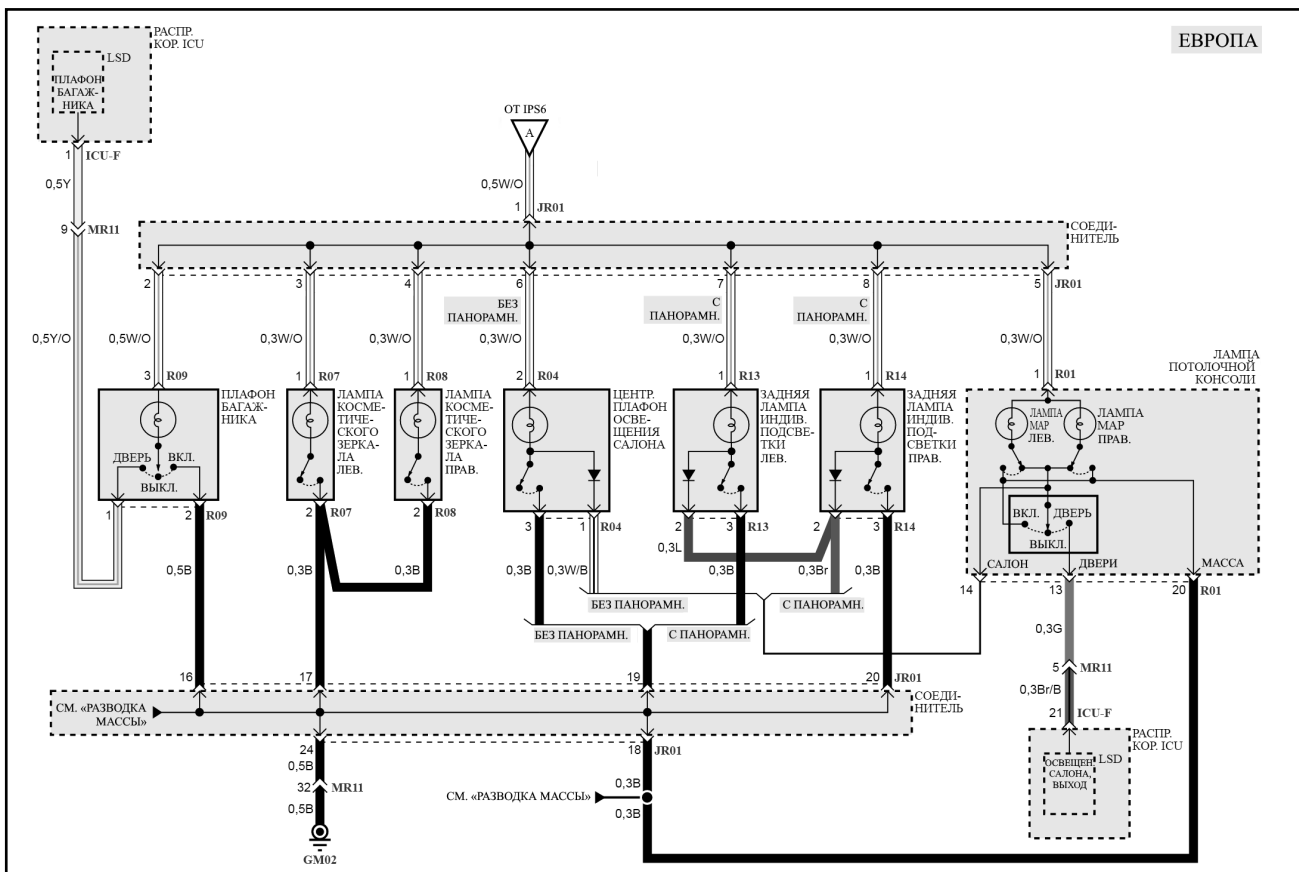 РАСПР.
КОР. ICU
LSD
ПЛАФОН
БАГАЖ-
НИКА
ЕВРОПА
ОТ IPS6
A
1 ICU-F
0,5Y
0,5W/O
1 JR01
9 MR11
СОЕДИ-
НИТЕЛЬ
2 3 4 6 7 8 5 JR01
БЕЗ
ПАНОРАМН.
С
ПАНОРАМН.
С
ПАНОРАМН.
0,5Y/O 0,5W/O 0,3W/O 0,3W/O 0,3W/O 0,3W/O 0,3W/O 0,3W/O
3 R09 1 R07 1 R08 2 R04 1 R13 1 R14 1 R01
ПЛАФОН
БАГАЖ-
НИКА
ЛАМПА
КОСМЕ-
ТИЧЕ-
СКОГО
ЗЕРКА-
ЛА
ЛЕВ.
ЛАМПА
КОСМЕ-
ТИЧЕ-
СКОГО
ЗЕРКА-
ЛА
ПРАВ.
ЦЕНТР.
ПЛАФОН
ОСВЕ-
ЩЕНИЯ
САЛОНА
ЗАДНЯЯ
ЛАМПА
ИНДИВ.
ПОДСВЕ-
ТКИ
ЛЕВ.
ЗАДНЯЯ
ЛАМПА
ИНДИВ.
ПОД-
СВЕТКИ
ПРАВ.
ЛАМПА
ПОТОЛОЧНОЙ
КОНСОЛИ
ЛАМПА
МАР
ЛЕВ.
ЛАМПА
МАР
ПРАВ.
ДВЕРЬ ВКЛ.
ВЫКЛ.
ВКЛ. ДВЕРЬ
ВЫКЛ.
1 2 R09 2 R07 2 R08 3 1 R04 2 3 R13 2 3 R14
САЛОН ДВЕРИ МАССА
14 13 20 R01
0,3L
0,5B 0,3B 0,3B 0,3B 0,3W/B 0,3B 0,3Br 0,3B
БЕЗ ПАНОРАМН. С ПАНОРАМН.
БЕЗ ПАНОРАМН. С ПАНОРАМН.
0,3G
5 MR11
0,3Br/B
21 ICU-F
16 17 19 20 JR01
СМ. «РАЗВОДКА
МАССЫ»
СОЕДИ-
НИТЕЛЬ
РАСПР.
КОР. ICU
LSD
ОСВЕЩЕН
САЛОНА,
ВЫХОД
24 18 JR01
0,5B
32 MR11
0,5B
GM02
0,3B
СМ. «РАЗВОДКА МАССЫ»
0,3B